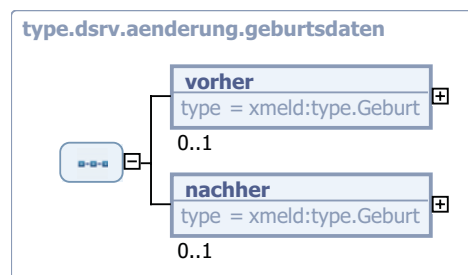 type.dsrv.aenderung.geburtsdaten
vorher
type = xmeld:type.Geburt
0..1
nachher
type = xmeld:type.Geburt
0..1